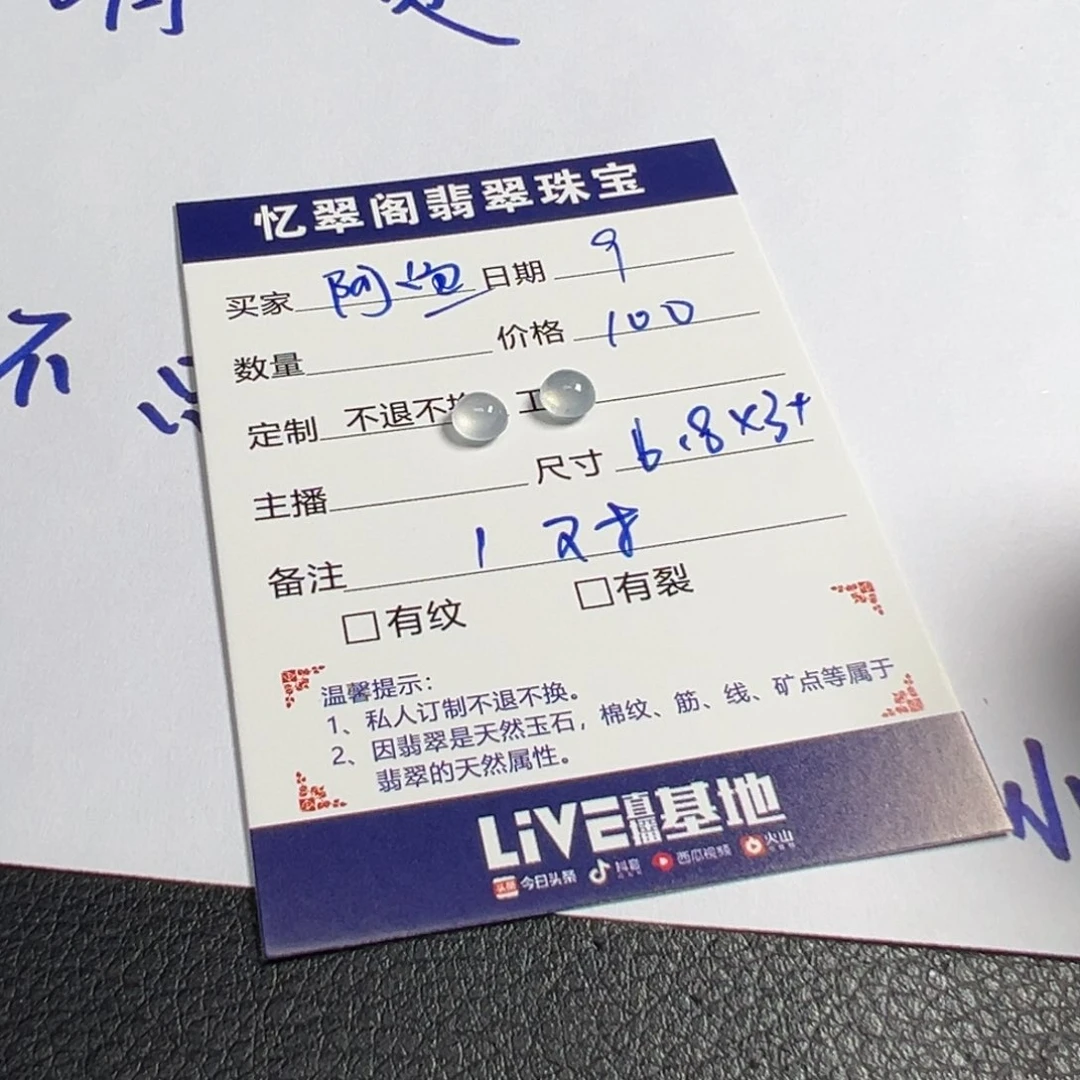 忆翠阁翡翠珠宝
买家 阿 日期 9
数量 价格 100
定制 不退不换 工
主播 尺寸 6.8×3+
备注 1对
□有纹 □有裂
温馨提示：
1、私人订制不退不换。
2、因翡翠是天然玉石，棉纹、筋、线、矿点等属于
翡翠的天然属性。
LiVE直播基地
头条 今日头条 抖音 西瓜视频 火山
不